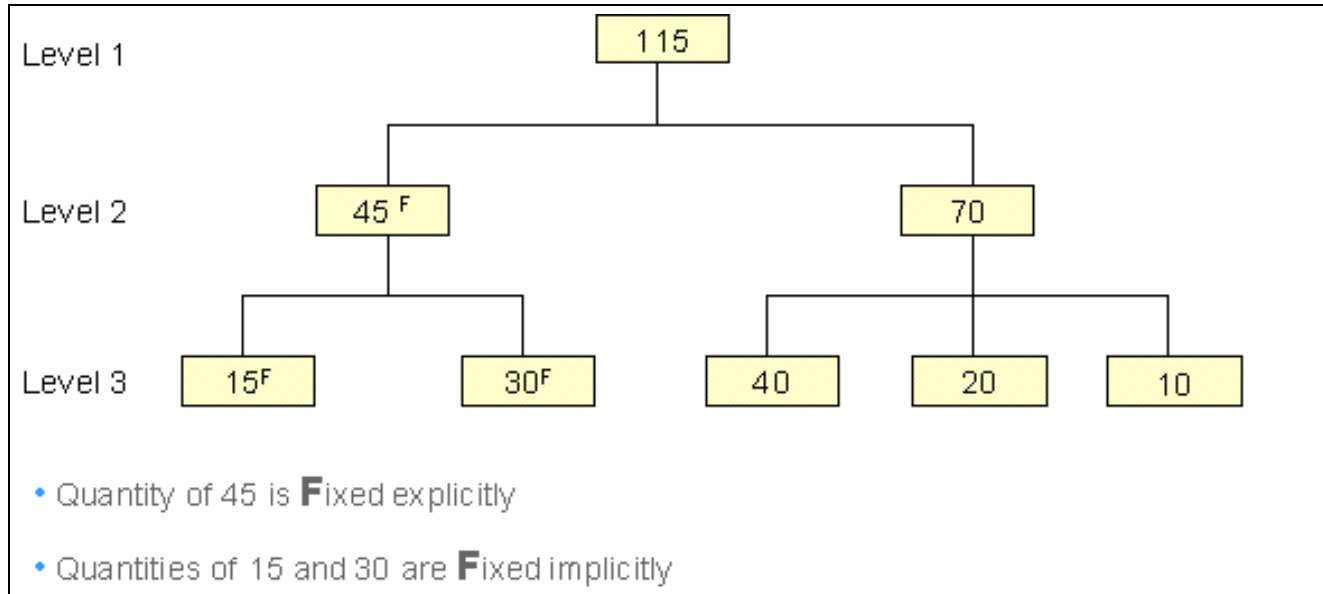 Level 1
115
Level 2
45 F
70
Level 3
15F
30F
40
20
10
• Quantity of 45 is Fixed explicitly
• Quantities of 15 and 30 are Fixed implicitly